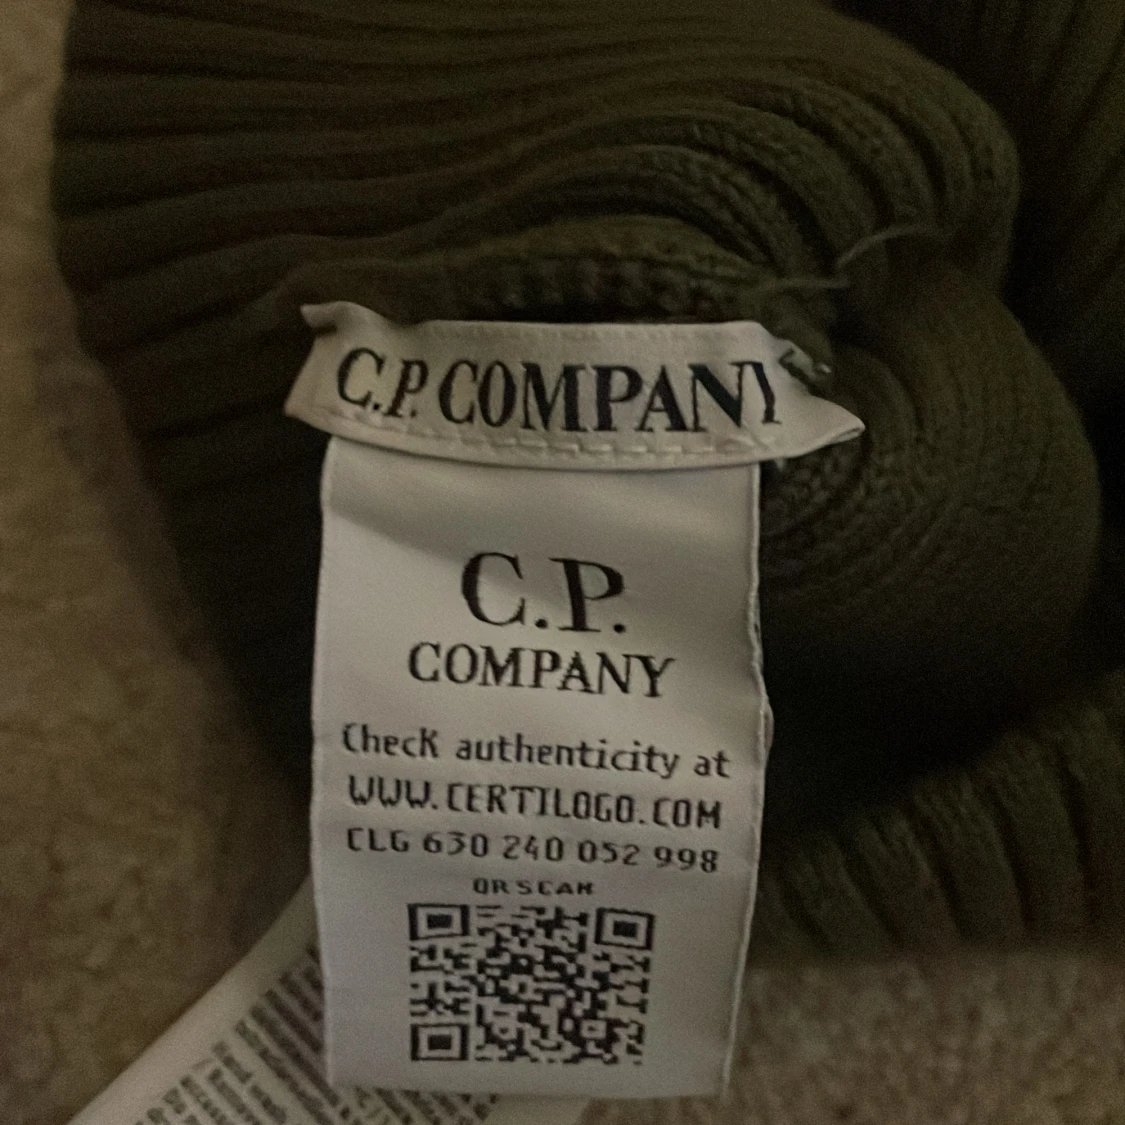 C.P. COMPANY
C.P.
COMPANY
Check authenticity at
WWW.CERTILOGO.COM
CLG 630 240 052 998
OR SCAN